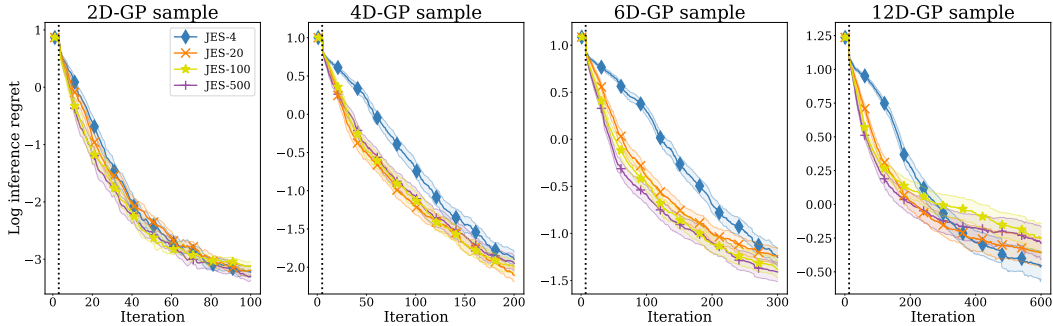 2D-GP sample
4D-GP sample
6D-GP sample
12D-GP sample
Log inference regret
1
0
−1
−2
−3
JES-4
JES-20
JES-100
JES-500
0 20 40 60 80 100
Iteration
1.0
0.5
0.0
−0.5
−1.0
−1.5
−2.0
0 50 100 150 200
Iteration
1.0
0.5
0.0
−0.5
−1.0
−1.5
0 100 200 300
Iteration
1.25
1.00
0.75
0.50
0.25
0.00
−0.25
−0.50
0 200 400 600
Iteration